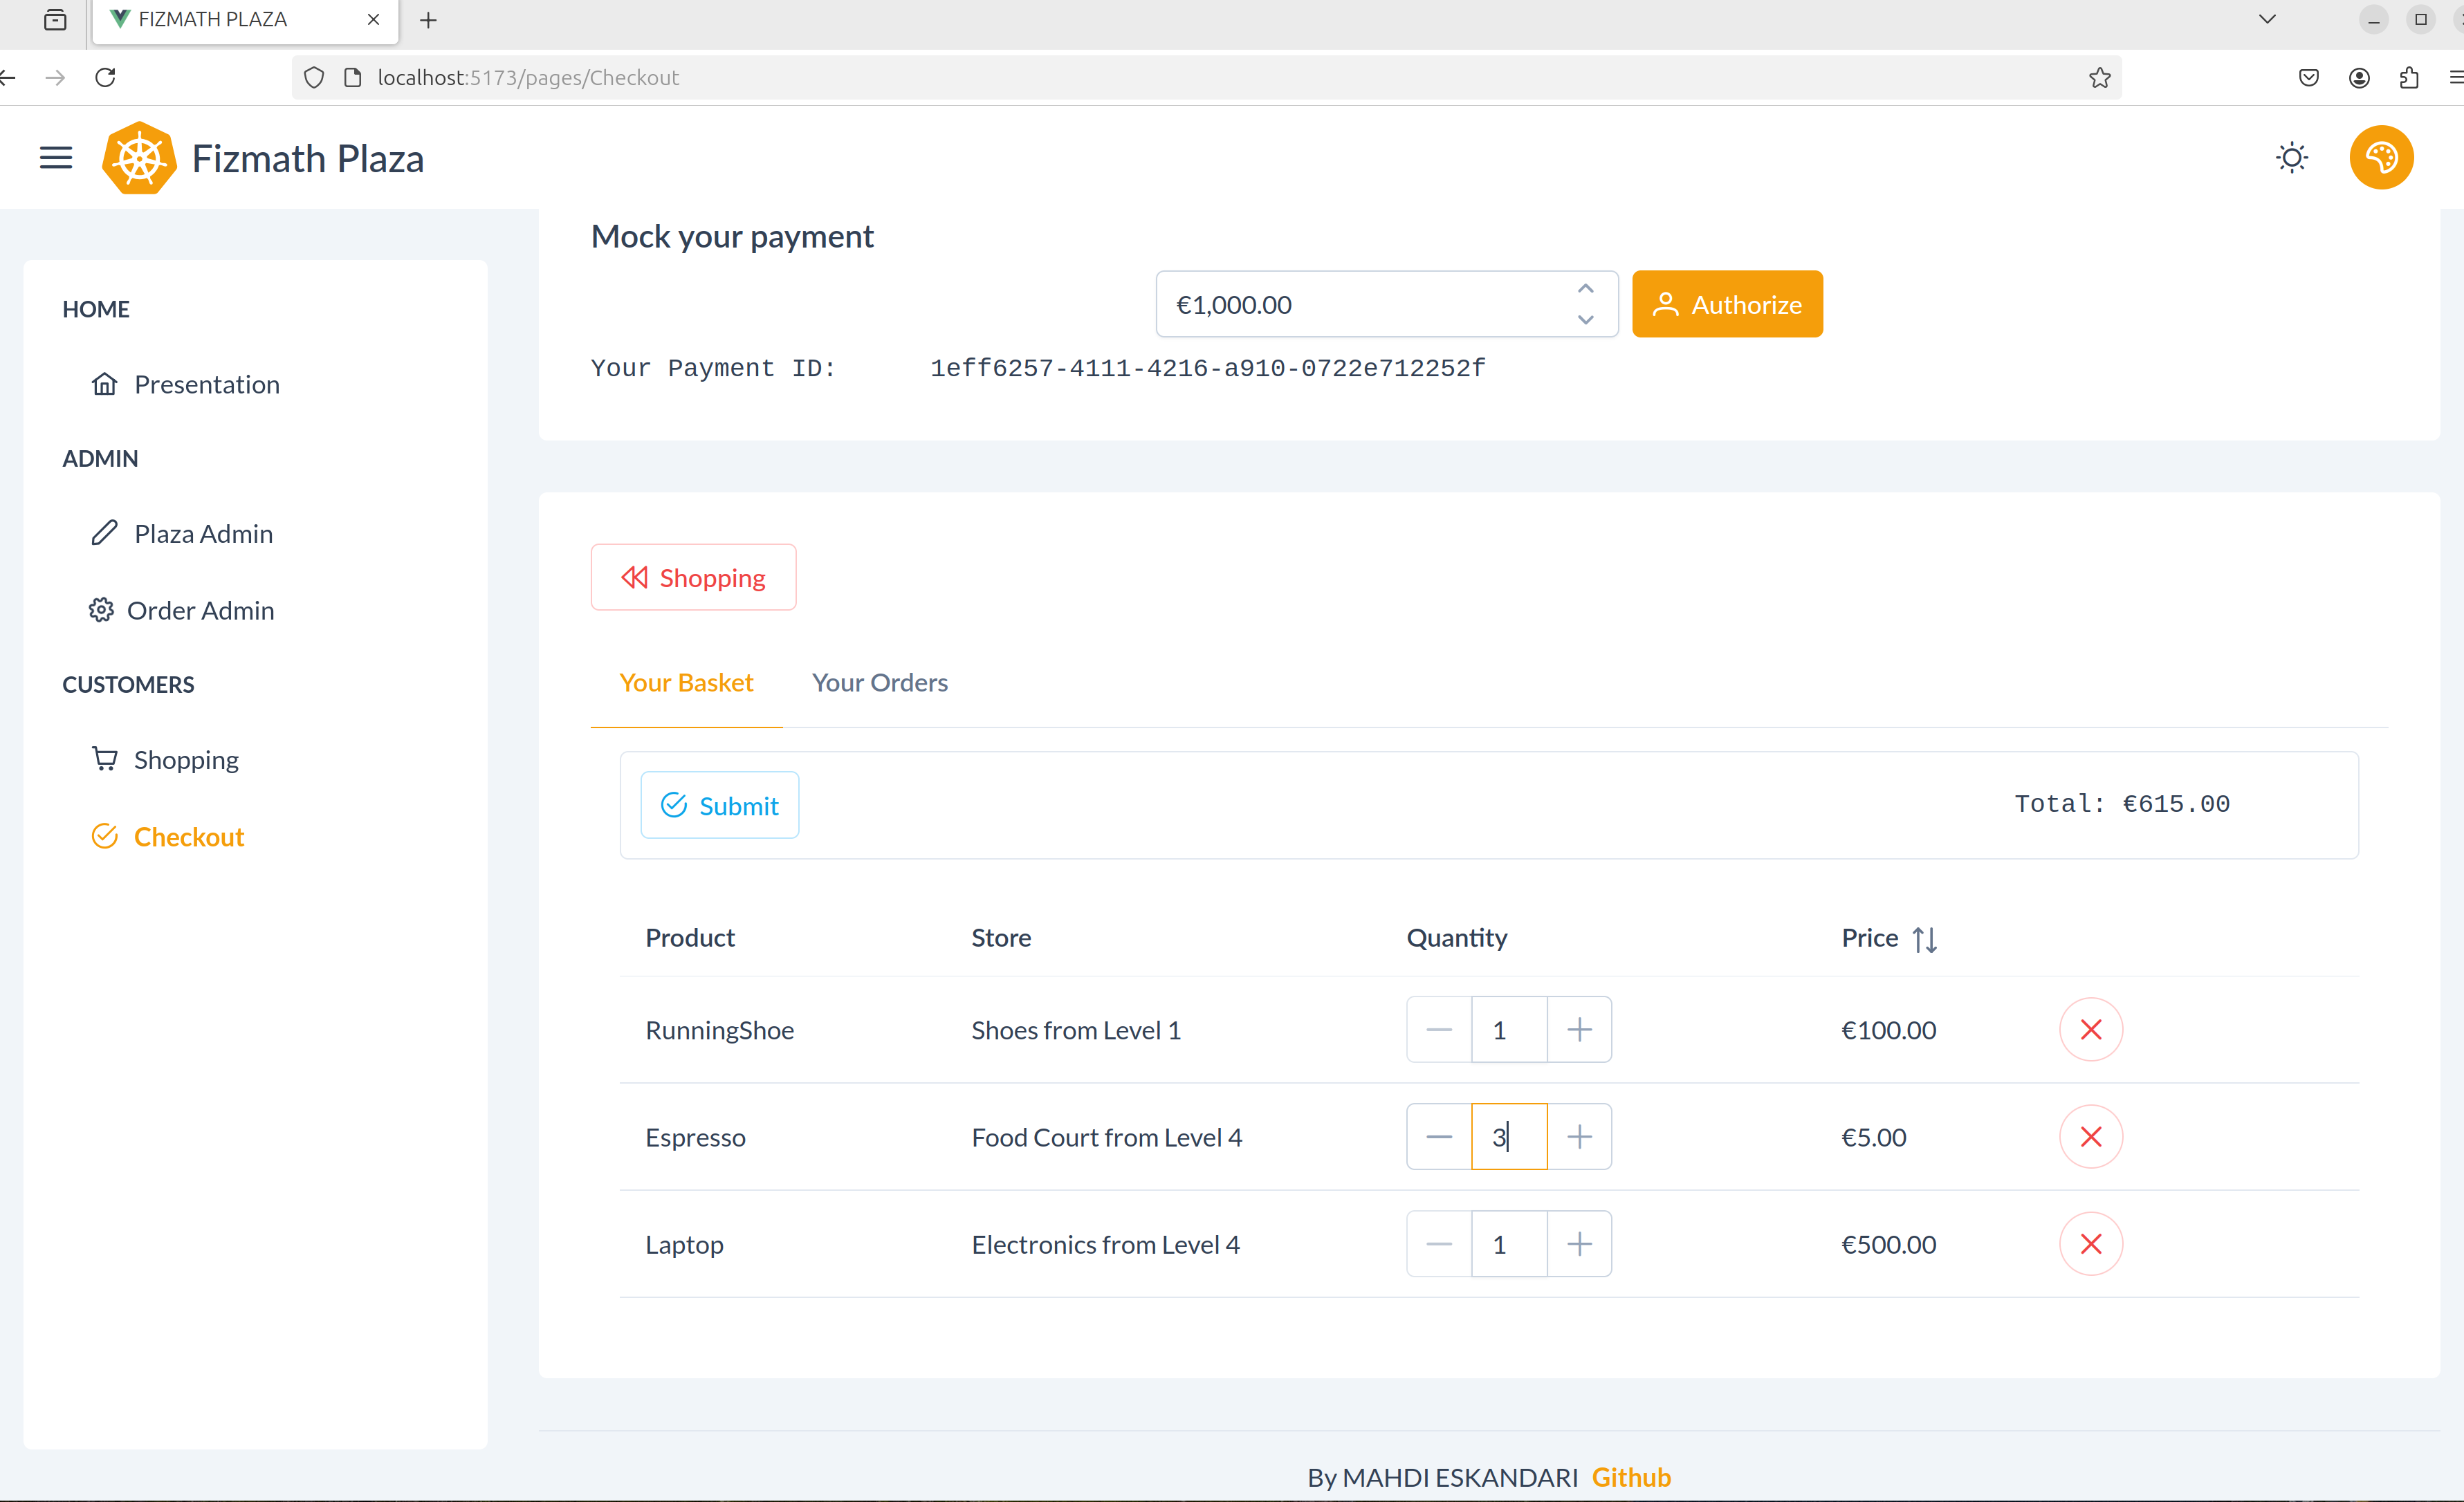 FIZMATH PLAZA
localhost:5173/pages/Checkout
Fizmath Plaza
HOME
Presentation
ADMIN
Plaza Admin
Order Admin
CUSTOMERS
Shopping
Checkout
Mock your payment
€1,000.00 Authorize
Your Payment ID: 1eff6257-4111-4216-a910-0722e712252f
Shopping
Your Basket Your Orders
Submit Total: €615.00
Product Store Quantity Price
RunningShoe Shoes from Level 1 1 €100.00
Espresso Food Court from Level 4 3 €5.00
Laptop Electronics from Level 4 1 €500.00
By MAHDI ESKANDARI Github